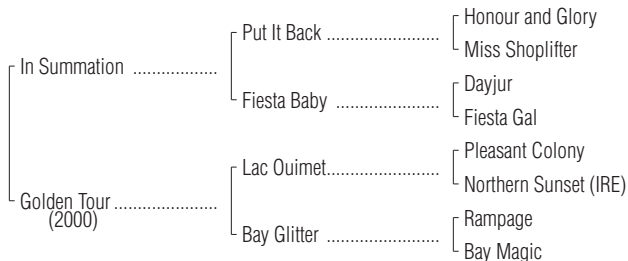 Honour and Glory
Put It Back ......................
Miss Shoplifter
In Summation .................
Dayjur
Fiesta Baby ....................
Fiesta Gal
Pleasant Colony
Lac Ouimet......................
Northern Sunset (IRE)
Golden Tour .....................
(2000)
Rampage
Bay Glitter .......................
Bay Magic